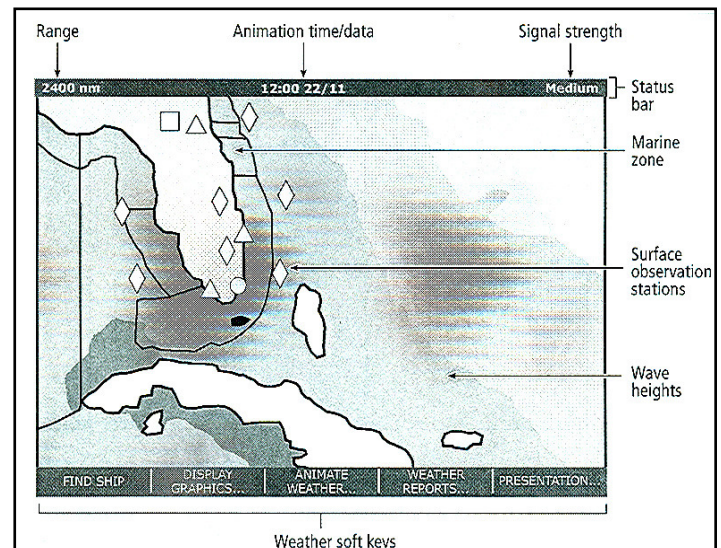 Range
Animation time/data
Signal strength
2400 nm
12:00 22/11
Medium
Status
bar
Marine
zone
Surface
observation
stations
Wave
heights
FIND SHIP
DISPLAY
GRAPHICS...
ANIMATE
WEATHER...
WEATHER
REPORTS...
PRESENTATION...
Weather soft keys